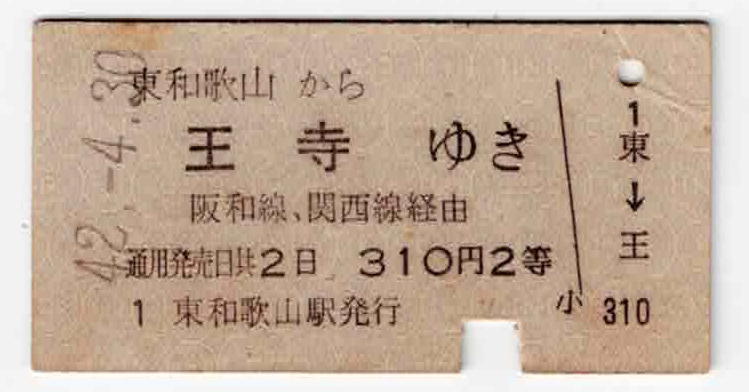 42.-4.30
東和歌山 から
王寺 ゆき
阪和線、関西線経由
通用発売日共2日 310円2等
1 東和歌山駅発行
小
1
東
↓
王
310